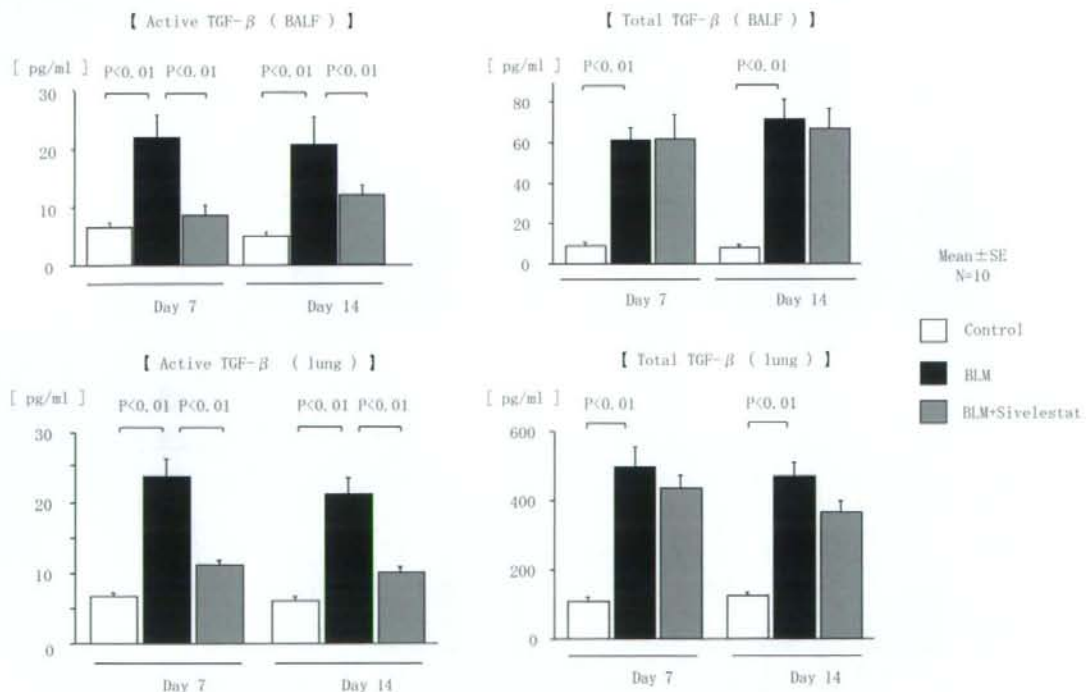 【 Active TGF-β ( BALF ) 】
[ pg/ml ]
P<0.01 P<0.01 P<0.01 P<0.01
30
20
10
0
Day 7 Day 14
【 Total TGF-β ( BALF ) 】
[ pg/ml ]
P<0.01 P<0.01
80
60
40
20
0
Day 7 Day 14
Mean±SE
N=10
Control
BLM
BLM+Sivelestat
【 Active TGF-β ( lung ) 】
[ pg/ml ]
P<0.01 P<0.01 P<0.01 P<0.01
30
20
10
0
Day 7 Day 14
【 Total TGF-β ( lung ) 】
[ pg/ml ]
P<0.01 P<0.01
600
400
200
0
Day 7 Day 14